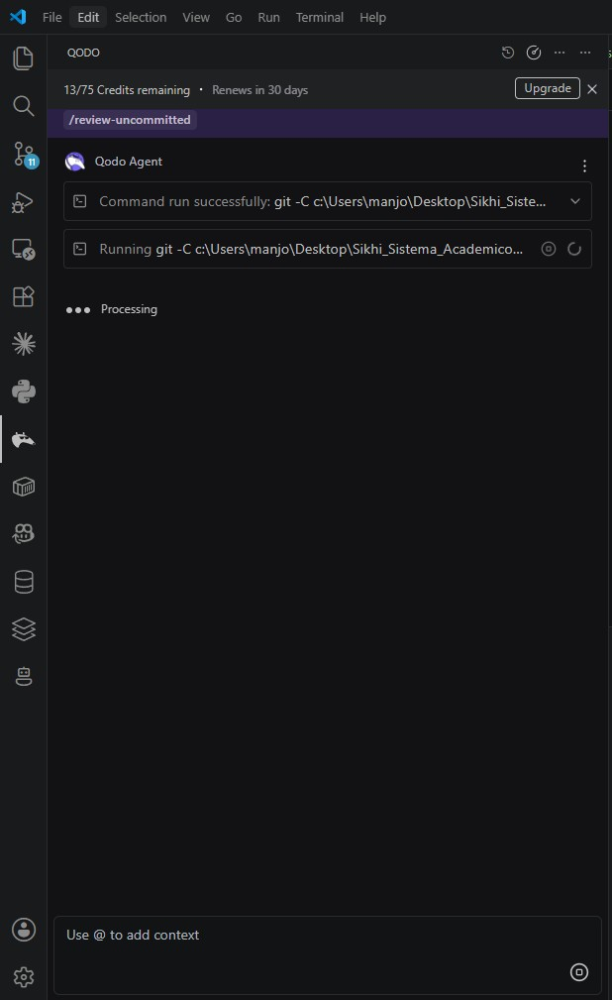 File Edit Selection View Go Run Terminal Help
QODO
13/75 Credits remaining • Renews in 30 days Upgrade
/review-uncommitted
11
Qodo Agent
Command run successfully: git -C c:\Users\manjo\Desktop\Sikhi_Siste...
Running git -C c:\Users\manjo\Desktop\Sikhi_Sistema_Academico...
Processing
Use @ to add context